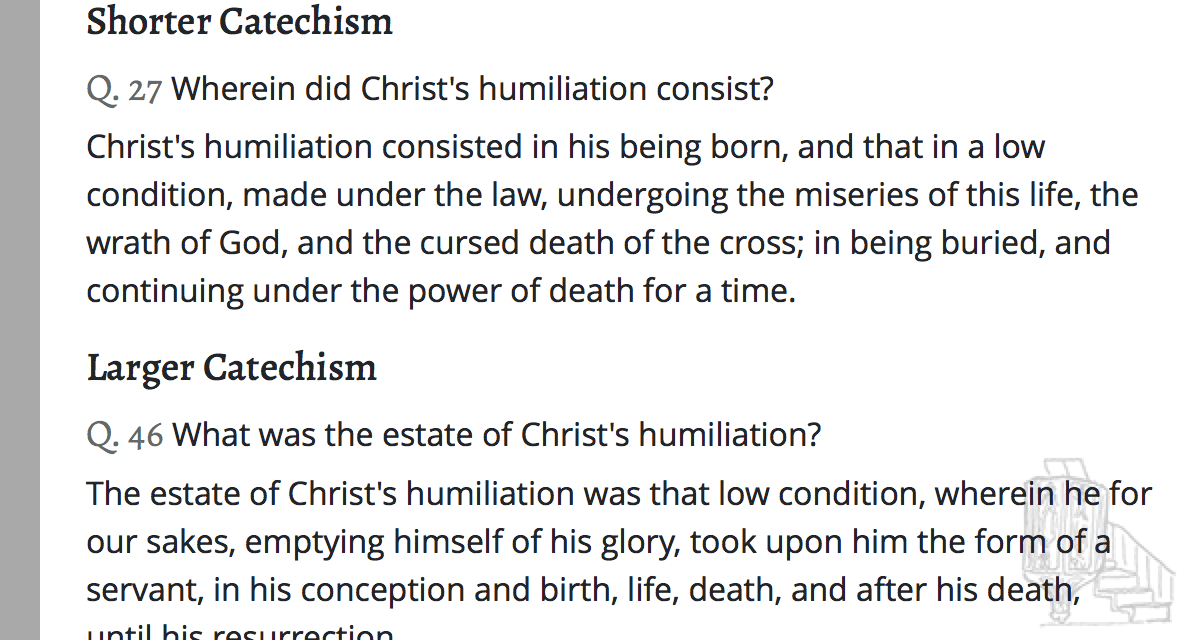 Shorter Catechism
Q. 27 Wherein did Christ's humiliation consist?
Christ's humiliation consisted in his being born, and that in a low
condition, made under the law, undergoing the miseries of this life, the
wrath of God, and the cursed death of the cross; in being buried, and
continuing under the power of death for a time.
Larger Catechism
Q. 46 What was the estate of Christ's humiliation?
The estate of Christ's humiliation was that low condition, wherein he for
our sakes, emptying himself of his glory, took upon him the form of a
servant, in his conception and birth, life, death, and after his death,
until his resurrection